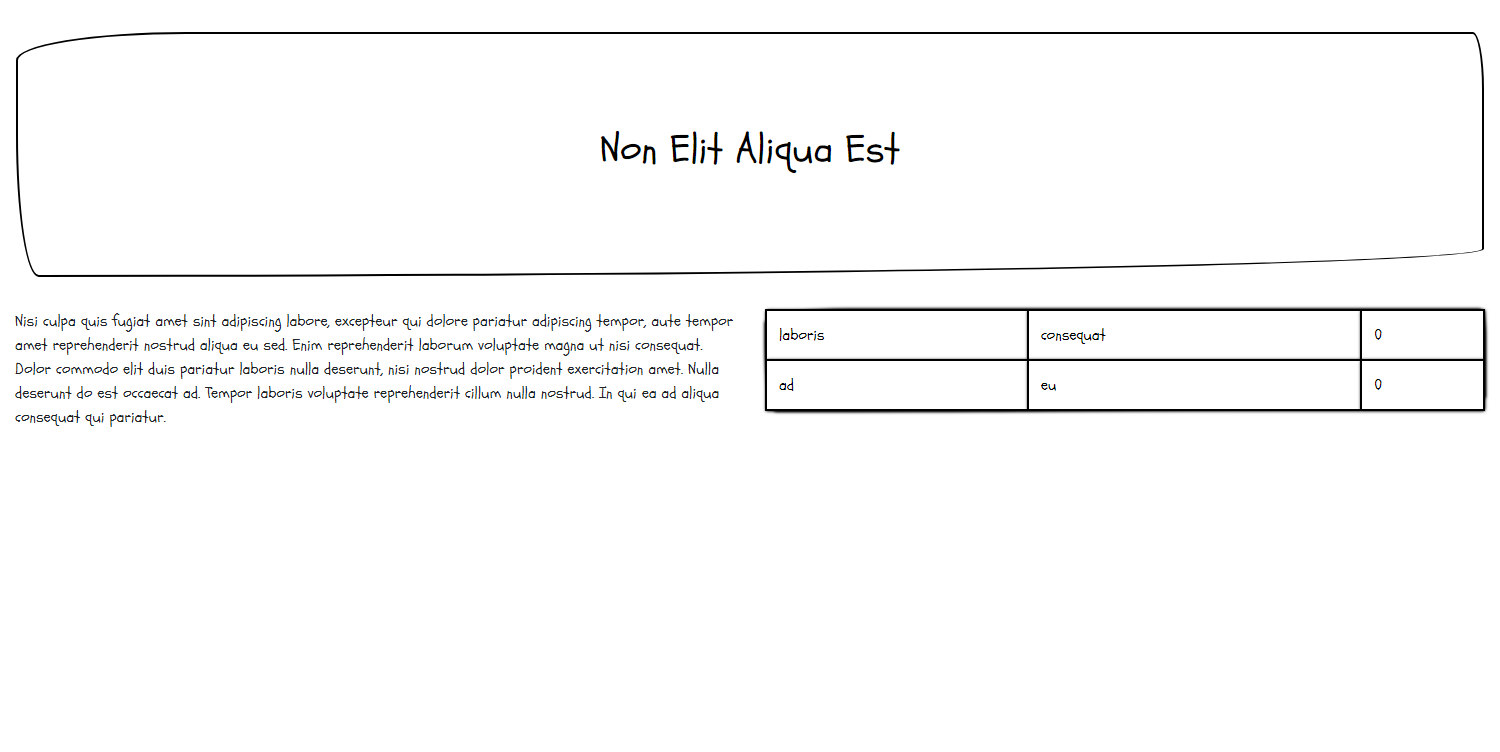 Non Elit Aliqua Est
Nisi culpa quis fugiat amet sint adipiscing labore, excepteur qui dolore pariatur adipiscing tempor, aute tempor
amet reprehenderit nostrud aliqua eu sed. Enim reprehenderit laborum voluptate magna ut nisi consequat.
Dolor commodo elit duis pariatur laboris nulla deserunt, nisi nostrud dolor proident exercitation amet. Nulla
deserunt do est occaecat ad. Tempor laboris voluptate reprehenderit cillum nulla nostrud. In qui ea ad aliqua
consequat qui pariatur.
laboris consequat 0
ad eu 0